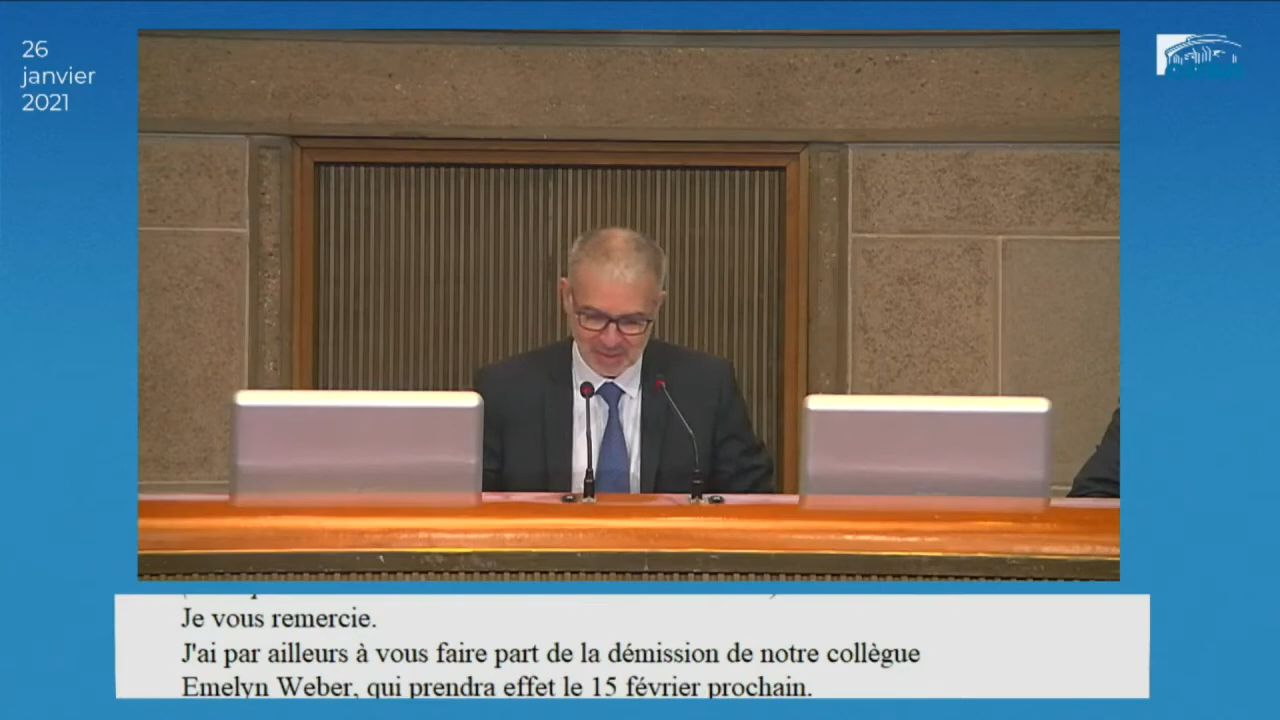 26
janvier
2021
Je vous remercie.
J'ai par ailleurs à vous faire part de la démission de notre collègue
Emelyn Weber, qui prendra effet le 15 février prochain.